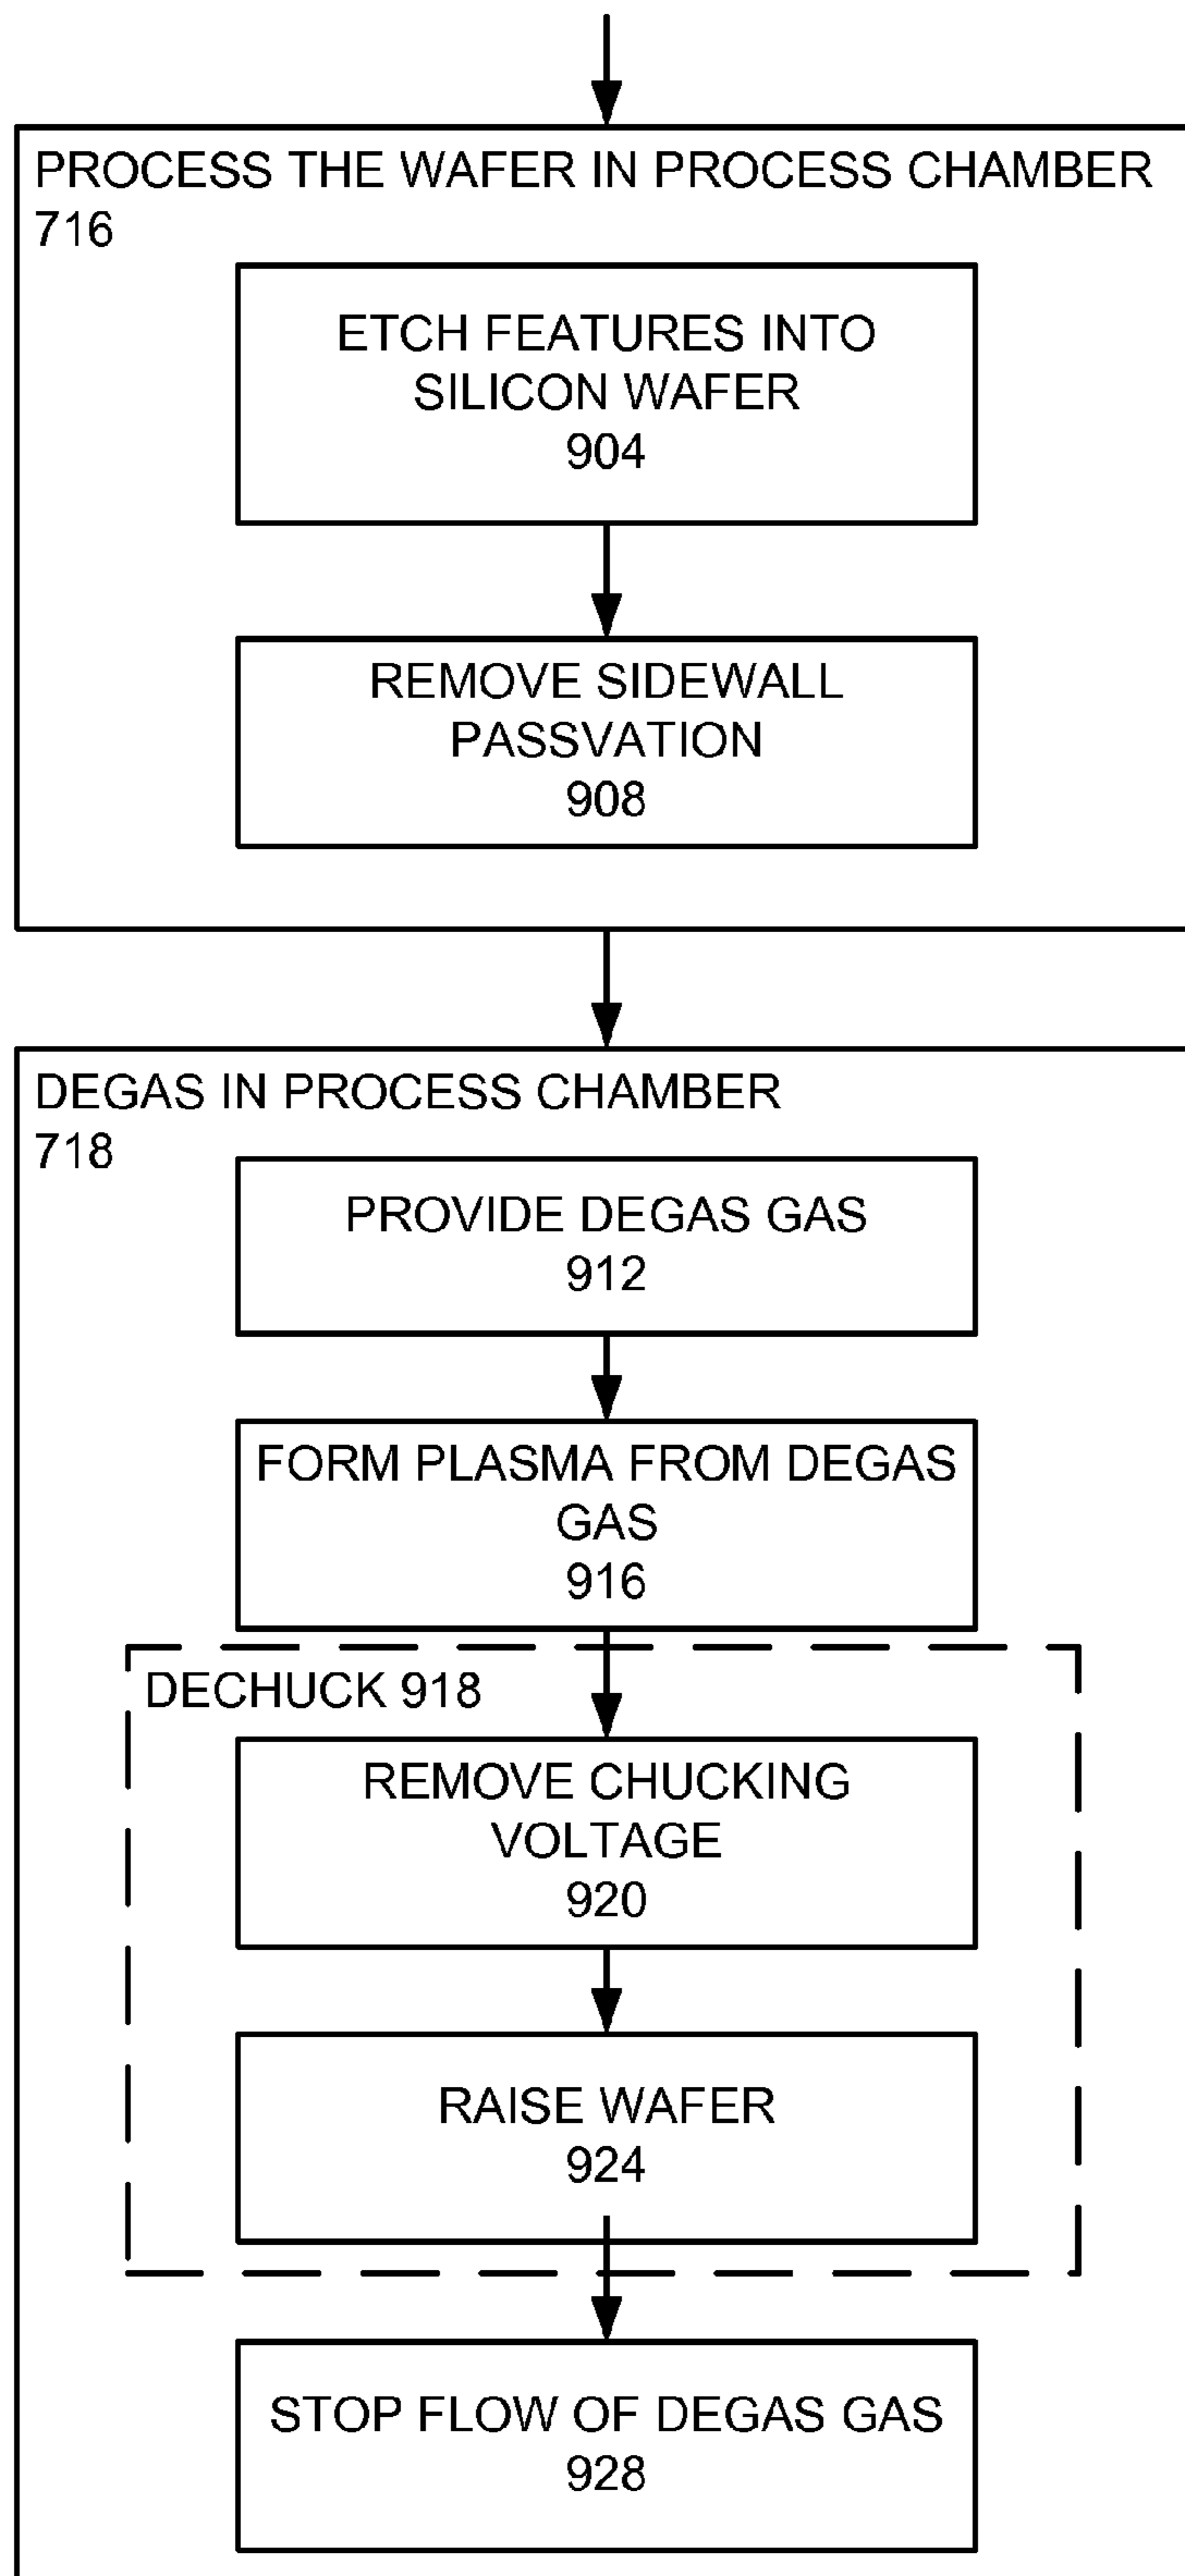 PROCESS THE WAFER IN PROCESS CHAMBER
716
ETCH FEATURES INTO
SILICON WAFER
904
REMOVE SIDEWALL
PASSVATION
908
DEGAS IN PROCESS CHAMBER
718
PROVIDE DEGAS GAS
912
FORM PLASMA FROM DEGAS
GAS
916
DECHUCK 918
REMOVE CHUCKING
VOLTAGE
920
RAISE WAFER
924
STOP FLOW OF DEGAS GAS
928